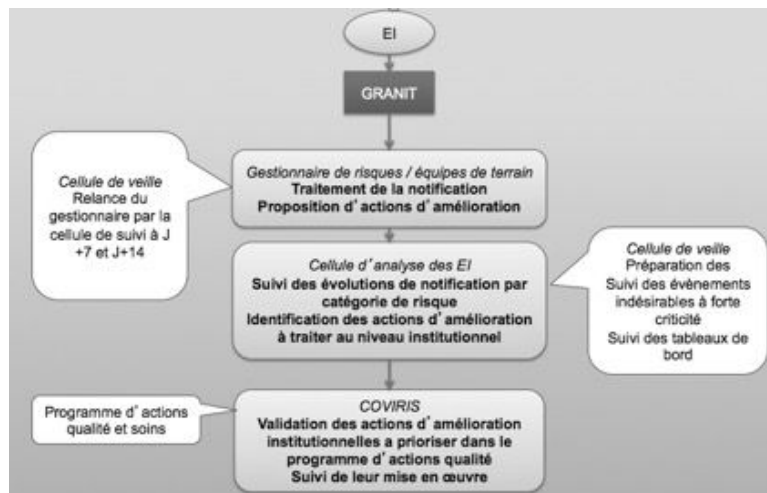 EI
GRANIT
Gestionnaire de risques / équipes de terrain
Traitement de la notification
Proposition d'actions d'amélioration
Cellule de veille
Relance du
gestionnaire par la
cellule de suivi à J
+7 et J+14
Cellule d'analyse des EI
Suivi des évolutions de notification par
catégorie de risque
Identification des actions d'amélioration
à traiter au niveau institutionnel
Cellule de veille
Préparation des
Suivi des évènements
indésirables à forte
criticité
Suivi des tableaux de
bord
COVIRIS
Validation des actions d'amélioration
institutionnelles a prioriser dans le
programme d'actions qualité
Suivi de leur mise en œuvre
Programme d'actions
qualité et soins